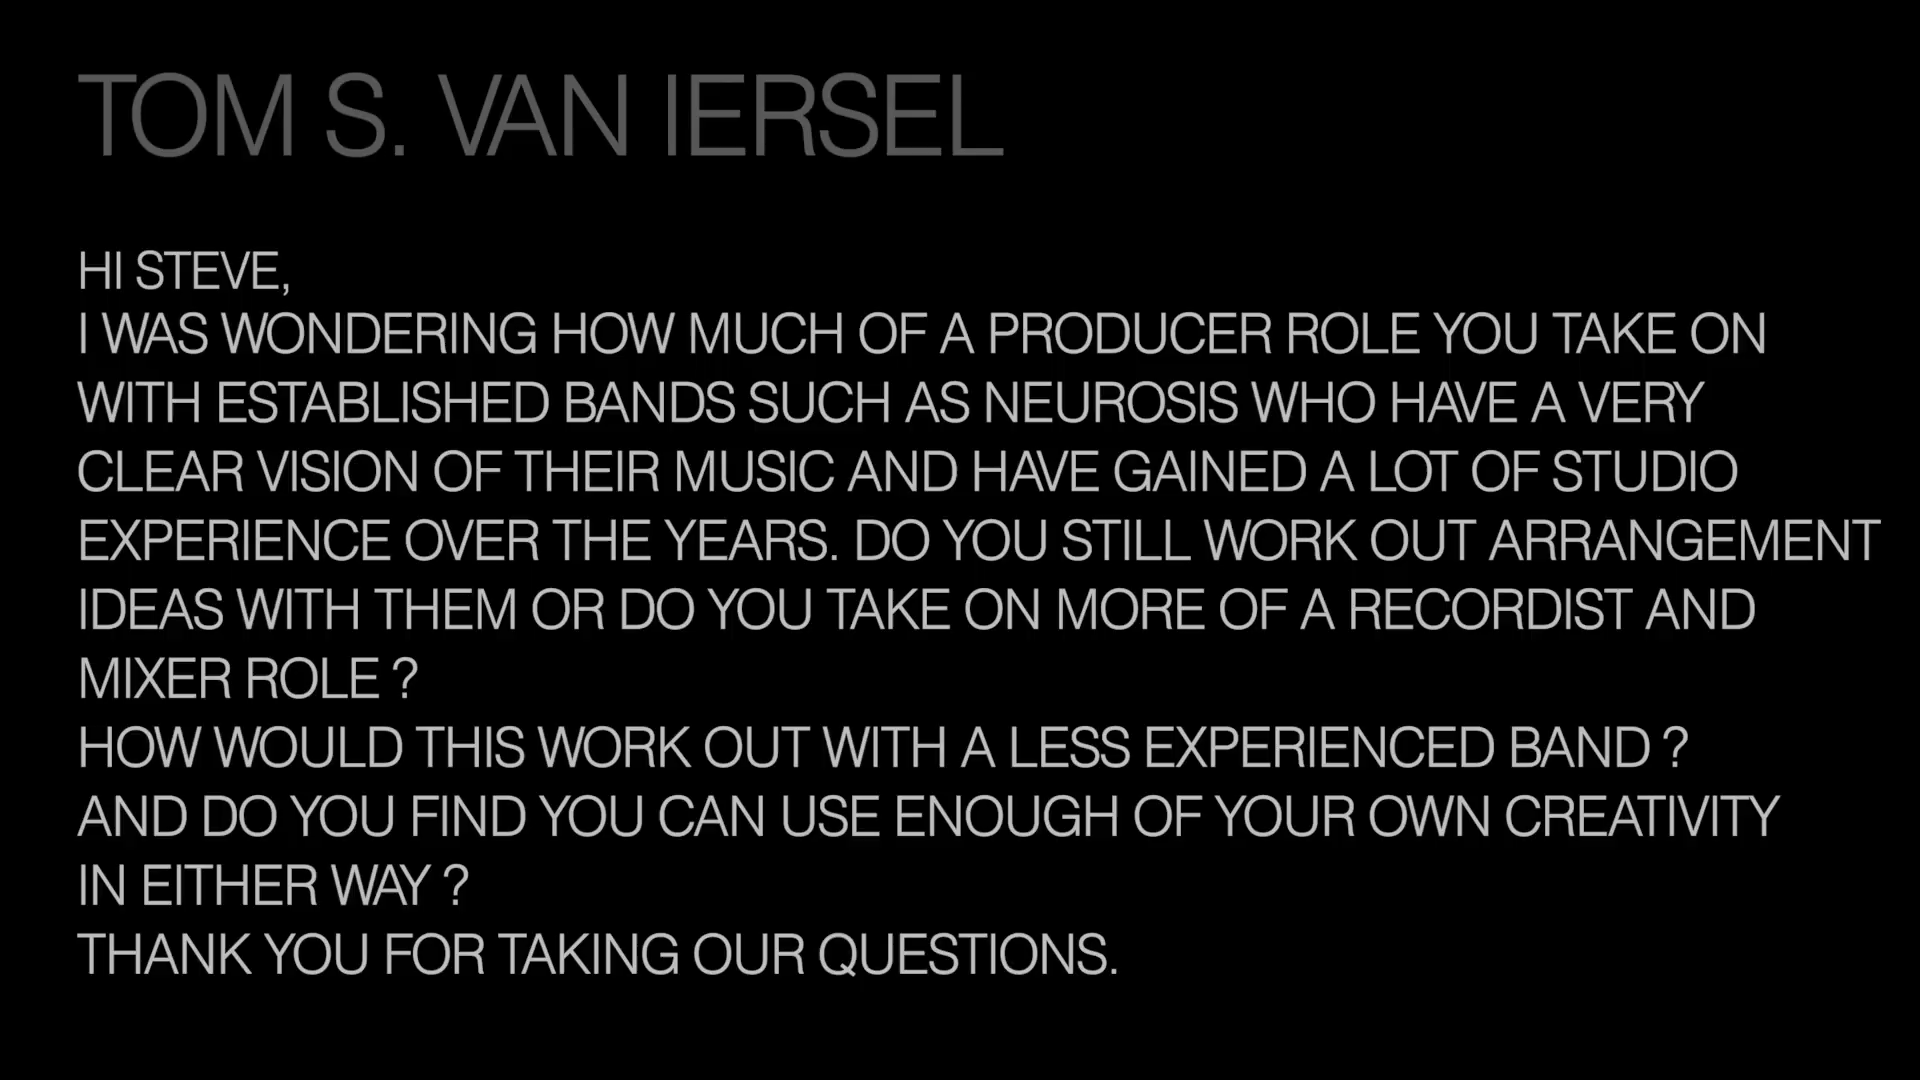 TOM S. VAN IERSEL
HI STEVE,
I WAS WONDERING HOW MUCH OF A PRODUCER ROLE YOU TAKE ON
WITH ESTABLISHED BANDS SUCH AS NEUROSIS WHO HAVE A VERY
CLEAR VISION OF THEIR MUSIC AND HAVE GAINED A LOT OF STUDIO
EXPERIENCE OVER THE YEARS. DO YOU STILL WORK OUT ARRANGEMENT
IDEAS WITH THEM OR DO YOU TAKE ON MORE OF A RECORDIST AND
MIXER ROLE ?
HOW WOULD THIS WORK OUT WITH A LESS EXPERIENCED BAND ?
AND DO YOU FIND YOU CAN USE ENOUGH OF YOUR OWN CREATIVITY
IN EITHER WAY ?
THANK YOU FOR TAKING OUR QUESTIONS.